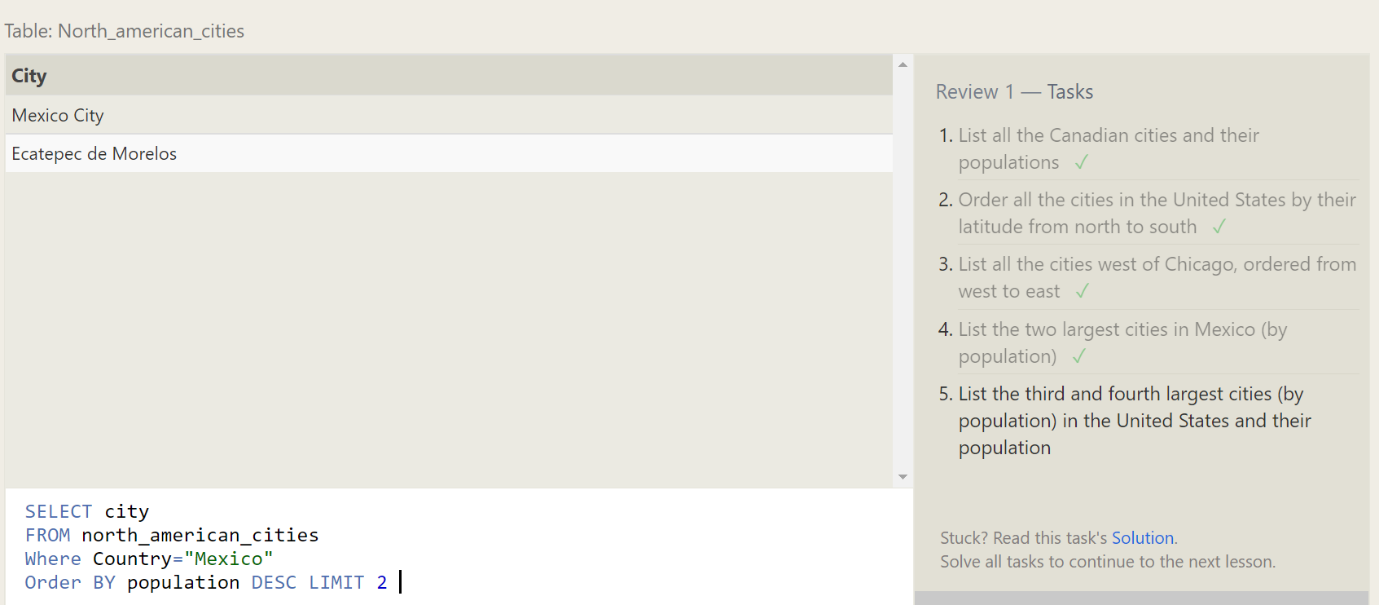 Table: North_american_cities
City
Mexico City
Ecatepec de Morelos
SELECT city
FROM north_american_cities
Where Country="Mexico"
Order BY population DESC LIMIT 2
Review 1 — Tasks
1. List all the Canadian cities and their
populations ✓
2. Order all the cities in the United States by their
latitude from north to south ✓
3. List all the cities west of Chicago, ordered from
west to east ✓
4. List the two largest cities in Mexico (by
population) ✓
5. List the third and fourth largest cities (by
population) in the United States and their
population
Stuck? Read this task's Solution.
Solve all tasks to continue to the next lesson.